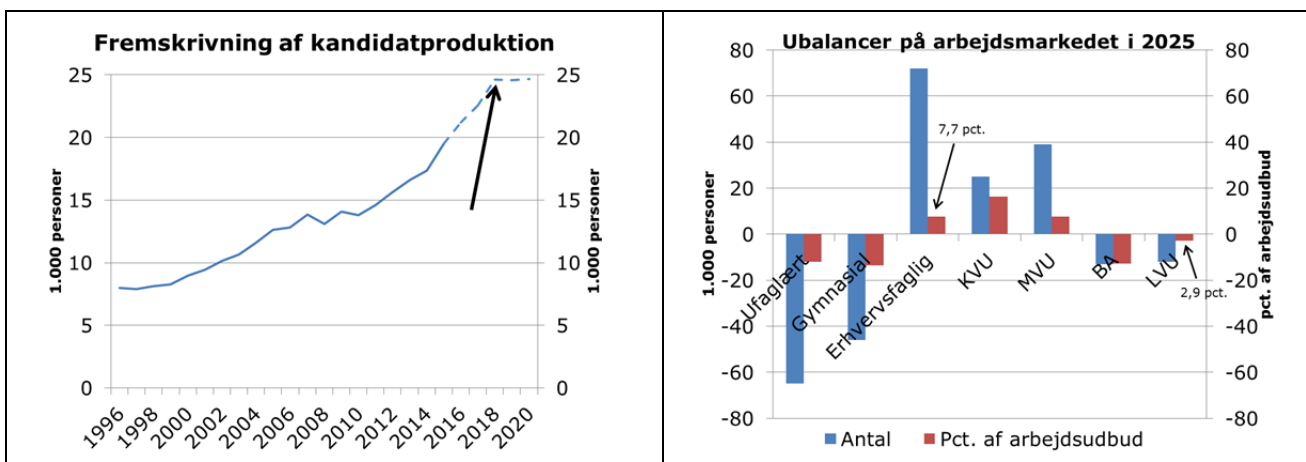 Fremskrivning af kandidatproduktion
25 25
20 20
15 15
10 10
5 5
0 0
1.000 personer
1.000 personer
1996 1998 2000 2002 2004 2006 2008 2010 2012 2014 2016 2018 2020
Ubalancer på arbejdsmarkedet i 2025
80 80
60 60
40 40
20 20
0 0
-20 -20
-40 -40
-60 -60
-80 -80
1.000 personer
pct. af arbejdsudbud
7,7 pct.
2,9 pct.
Ufaglært Gymnasial Erhvervsfaglig KVU MVU BA LVU
Antal Pct. af arbejdsudbud